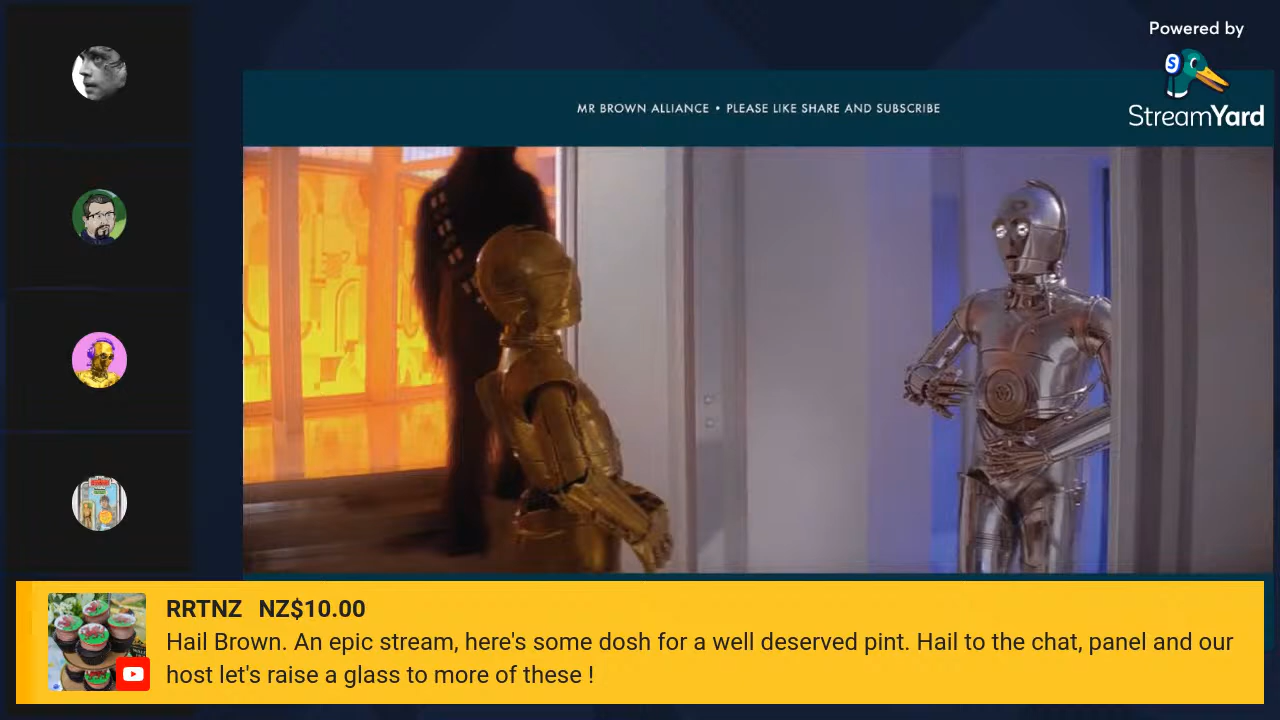 Powered by
S
StreamYard
MR BROWN ALLIANCE • PLEASE LIKE SHARE AND SUBSCRIBE
RRTNZ NZ$10.00
Hail Brown. An epic stream, here's some dosh for a well deserved pint. Hail to the chat, panel and our
host let's raise a glass to more of these !